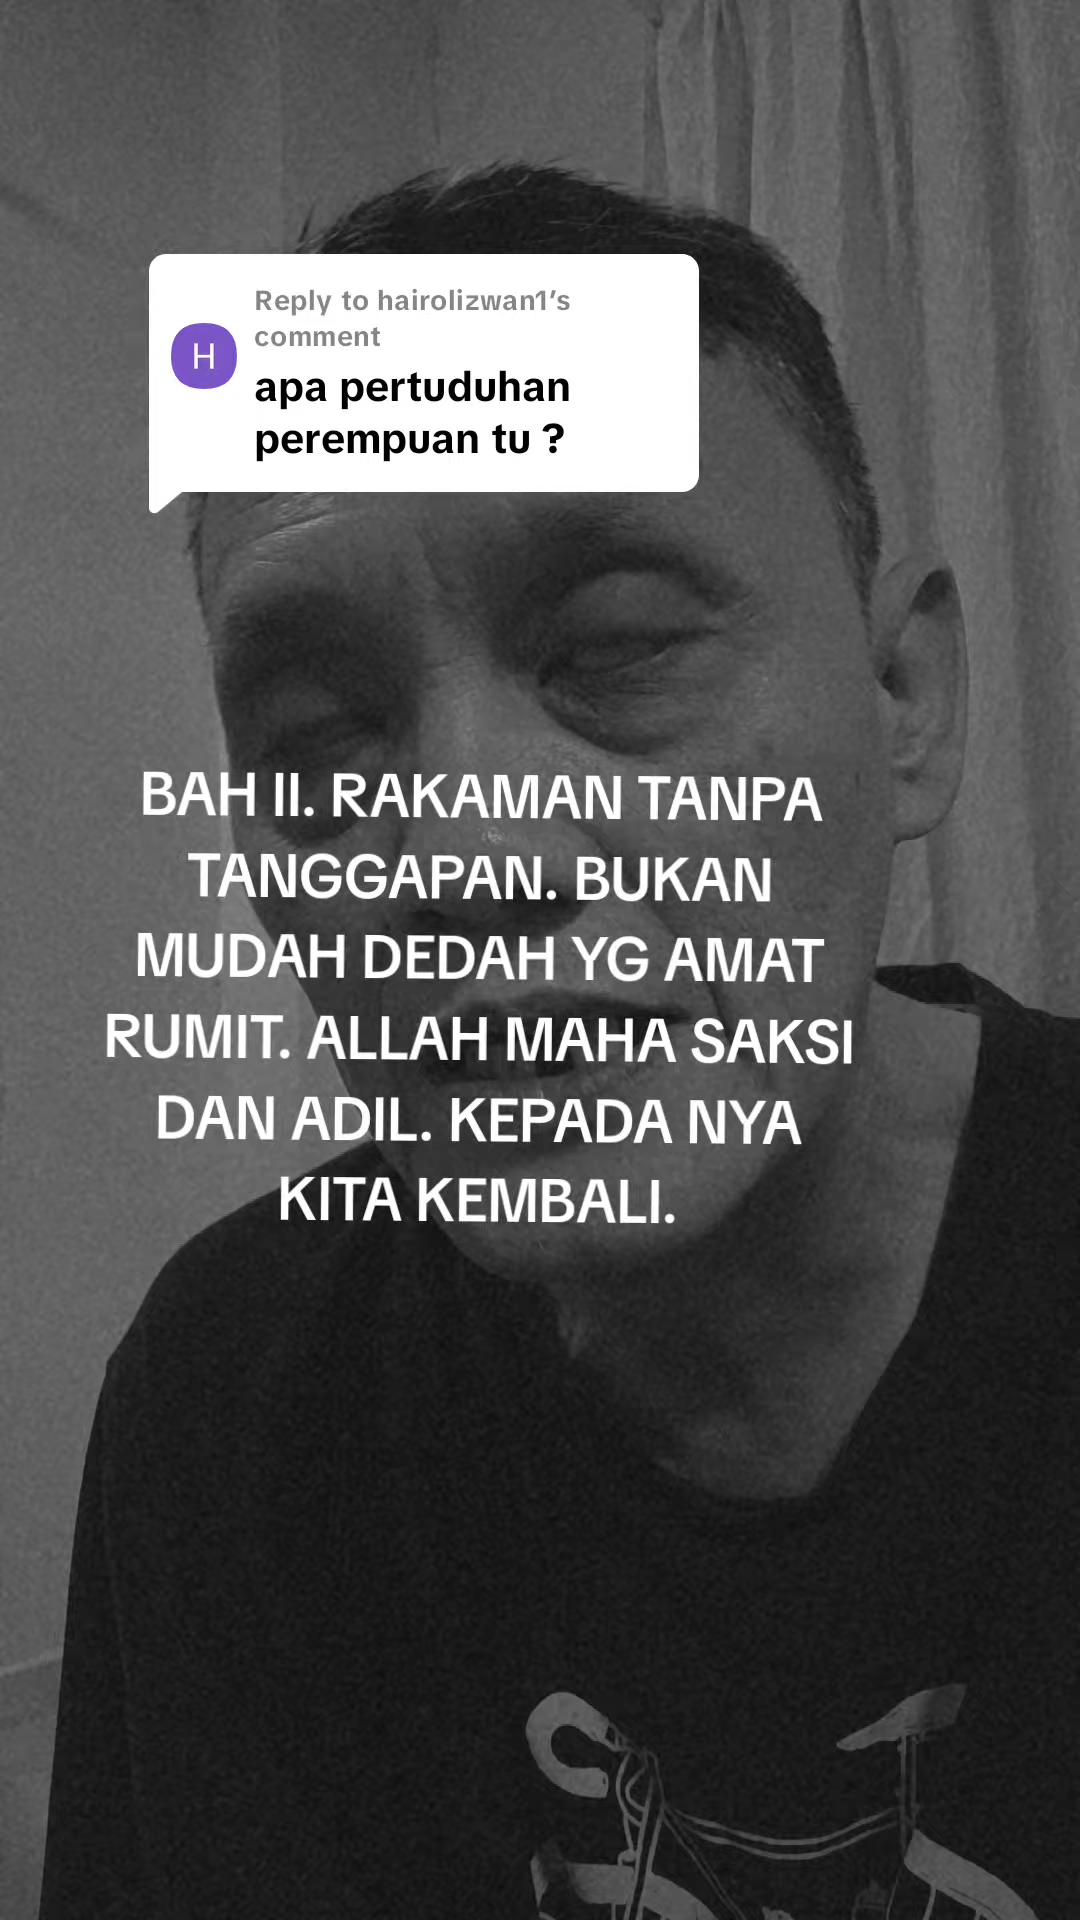 Reply to hairolizwan1's
comment
H
apa pertuduhan
perempuan tu ?
BAH II. RAKAMAN TANPA
TANGGAPAN. BUKAN
MUDAH DEDAH YG AMAT
RUMIT. ALLAH MAHA SAKSI
DAN ADIL. KEPADA NYA
KITA KEMBALI.